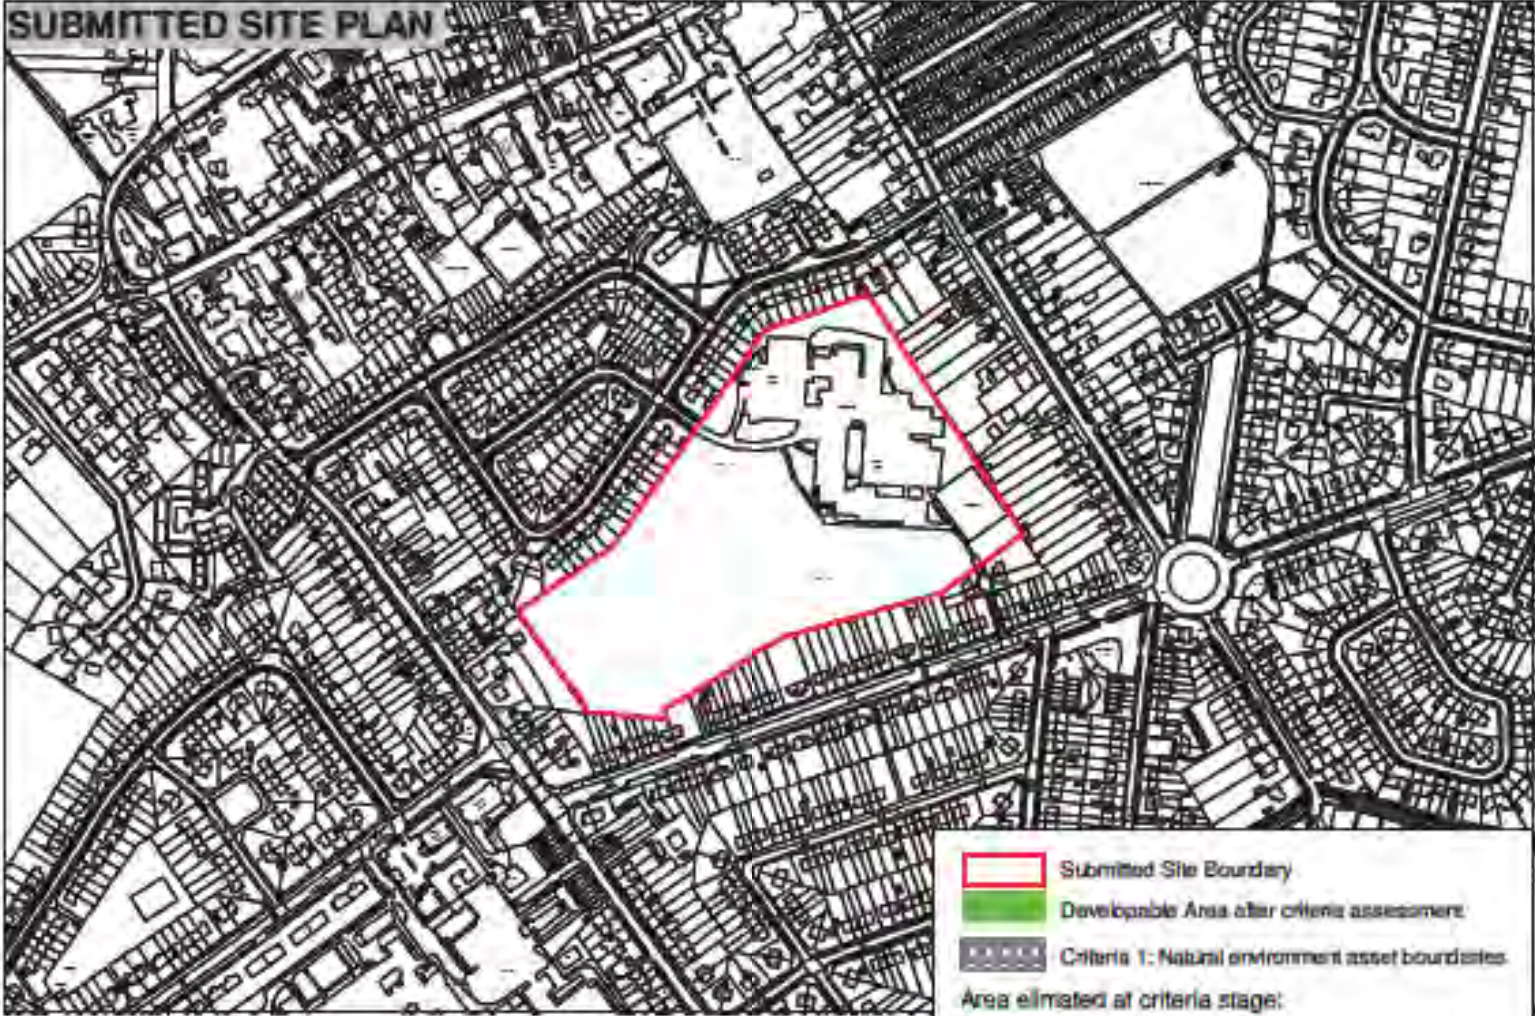 SUBMITTED SITE PLAN
Submitted Site Boundary
Developable Area after criteria assessment
Criteria 1: Natural environment asset boundaries
Area elimated at criteria stage: